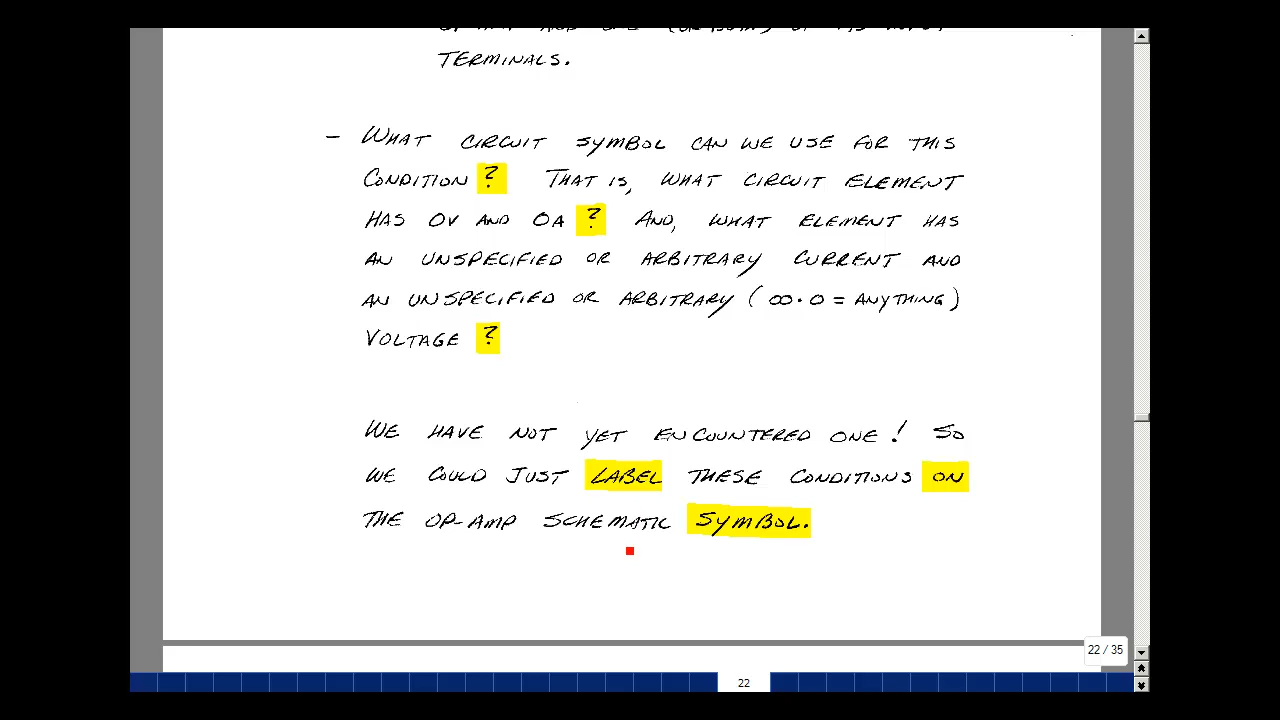 TERMINALS.
- WHAT CIRCUIT SYMBOL CAN WE USE FOR THIS
CONDITION ? THAT IS, WHAT CIRCUIT ELEMENT
HAS 0V AND 0A ? AND, WHAT ELEMENT HAS
AN UNSPECIFIED OR ARBITRARY CURRENT AND
AN UNSPECIFIED OR ARBITRARY ( ∞ · 0 = ANYTHING )
VOLTAGE ?
WE HAVE NOT YET ENCOUNTERED ONE ! SO
WE COULD JUST LABEL THESE CONDITIONS ON
THE OP-AMP SCHEMATIC SYMBOL.
22 / 35
22